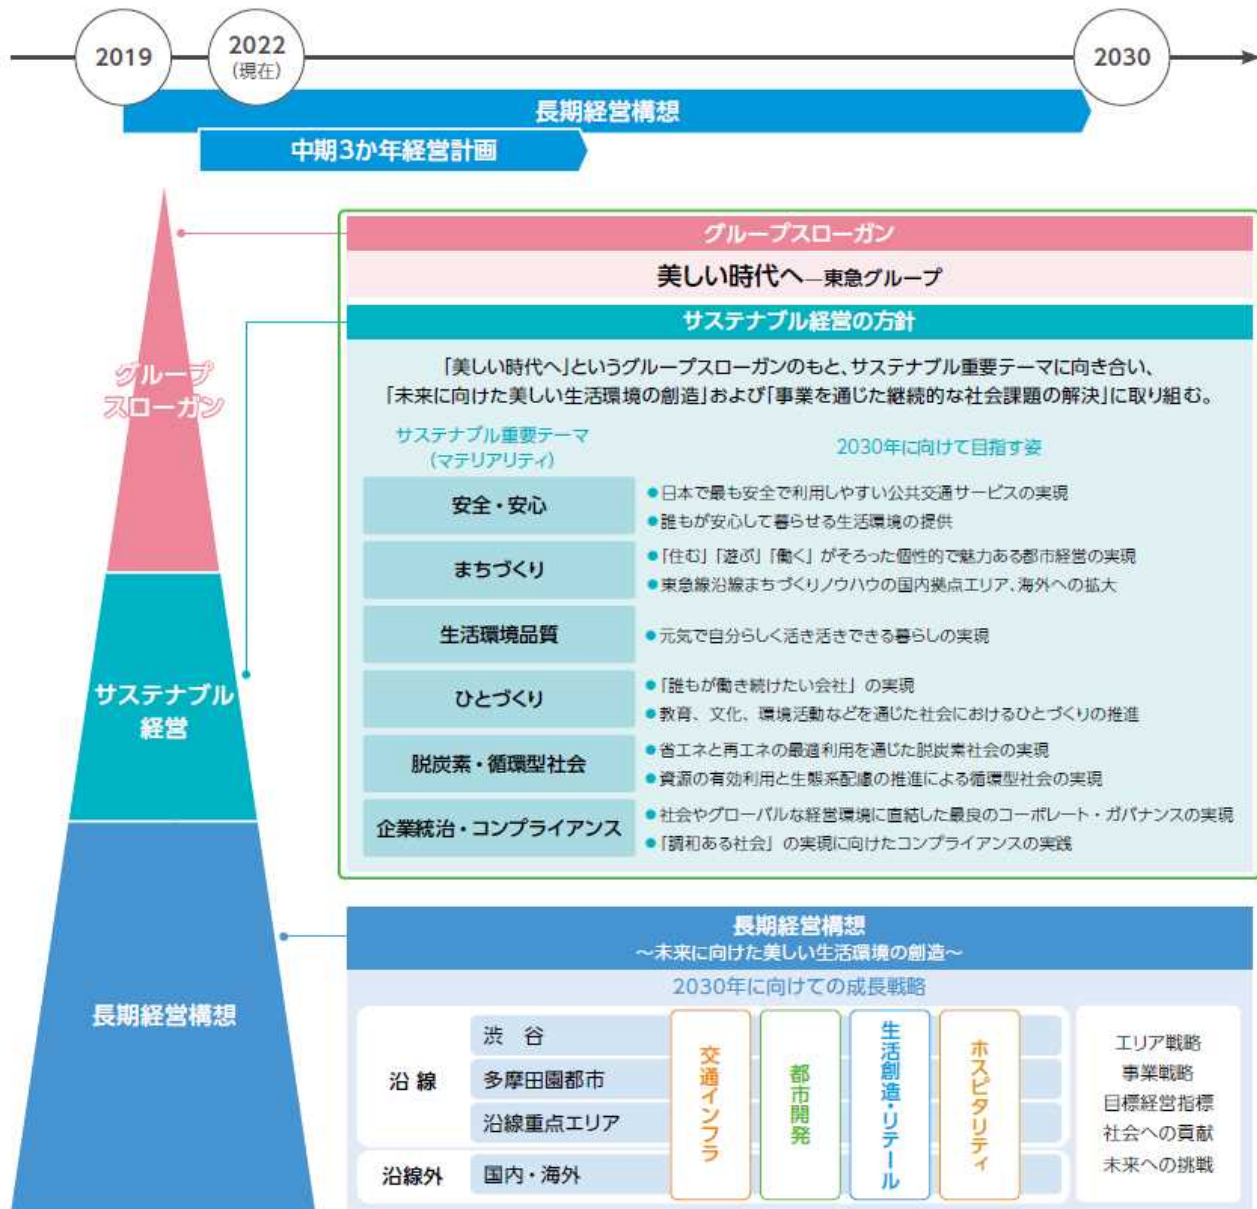 2019
2022
(現在)
2030
長期経営構想
中期3か年経営計画
グループスローガン
美しい時代へ―東急グループ
サステナブル経営の方針
「美しい時代へ」というグループスローガンのもと、サステナブル重要テーマに向き合い、
「未来に向けた美しい生活環境の創造」および「事業を通じた継続的な社会課題の解決」に取り組む。
サステナブル重要テーマ
(マテリアリティ)
2030年に向けて目指す姿
安全・安心
●日本で最も安全で利用しやすい公共交通サービスの実現
●誰もが安心して暮らせる生活環境の提供
まちづくり
●「住む」「遊ぶ」「働く」がそろった個性的で魅力ある都市経営の実現
●東急線沿線まちづくりノウハウの国内拠点エリア、海外への拡大
生活環境品質
●元気で自分らしく活き活きできる暮らしの実現
ひとづくり
●「誰もが働き続けたい会社」の実現
●教育、文化、環境活動などを通じた社会におけるひとづくりの推進
脱炭素・循環型社会
●省エネと再エネの最適利用を通じた脱炭素社会の実現
●資源の有効利用と生態系配慮の推進による循環型社会の実現
企業統治・コンプライアンス
●社会やグローバルな経営環境に直結した最良のコーポレート・ガバナンスの実現
●「調和ある社会」の実現に向けたコンプライアンスの実践
グループ
スローガン
サステナブル
経営
長期経営構想
長期経営構想
～未来に向けた美しい生活環境の創造～
2030年に向けての成長戦略
沿線
渋 谷
多摩田園都市
沿線重点エリア
沿線外
国内・海外
交通インフラ
都市開発
生活創造・リテール
ホスピタリティ
エリア戦略
事業戦略
目標経営指標
社会への貢献
未来への挑戦